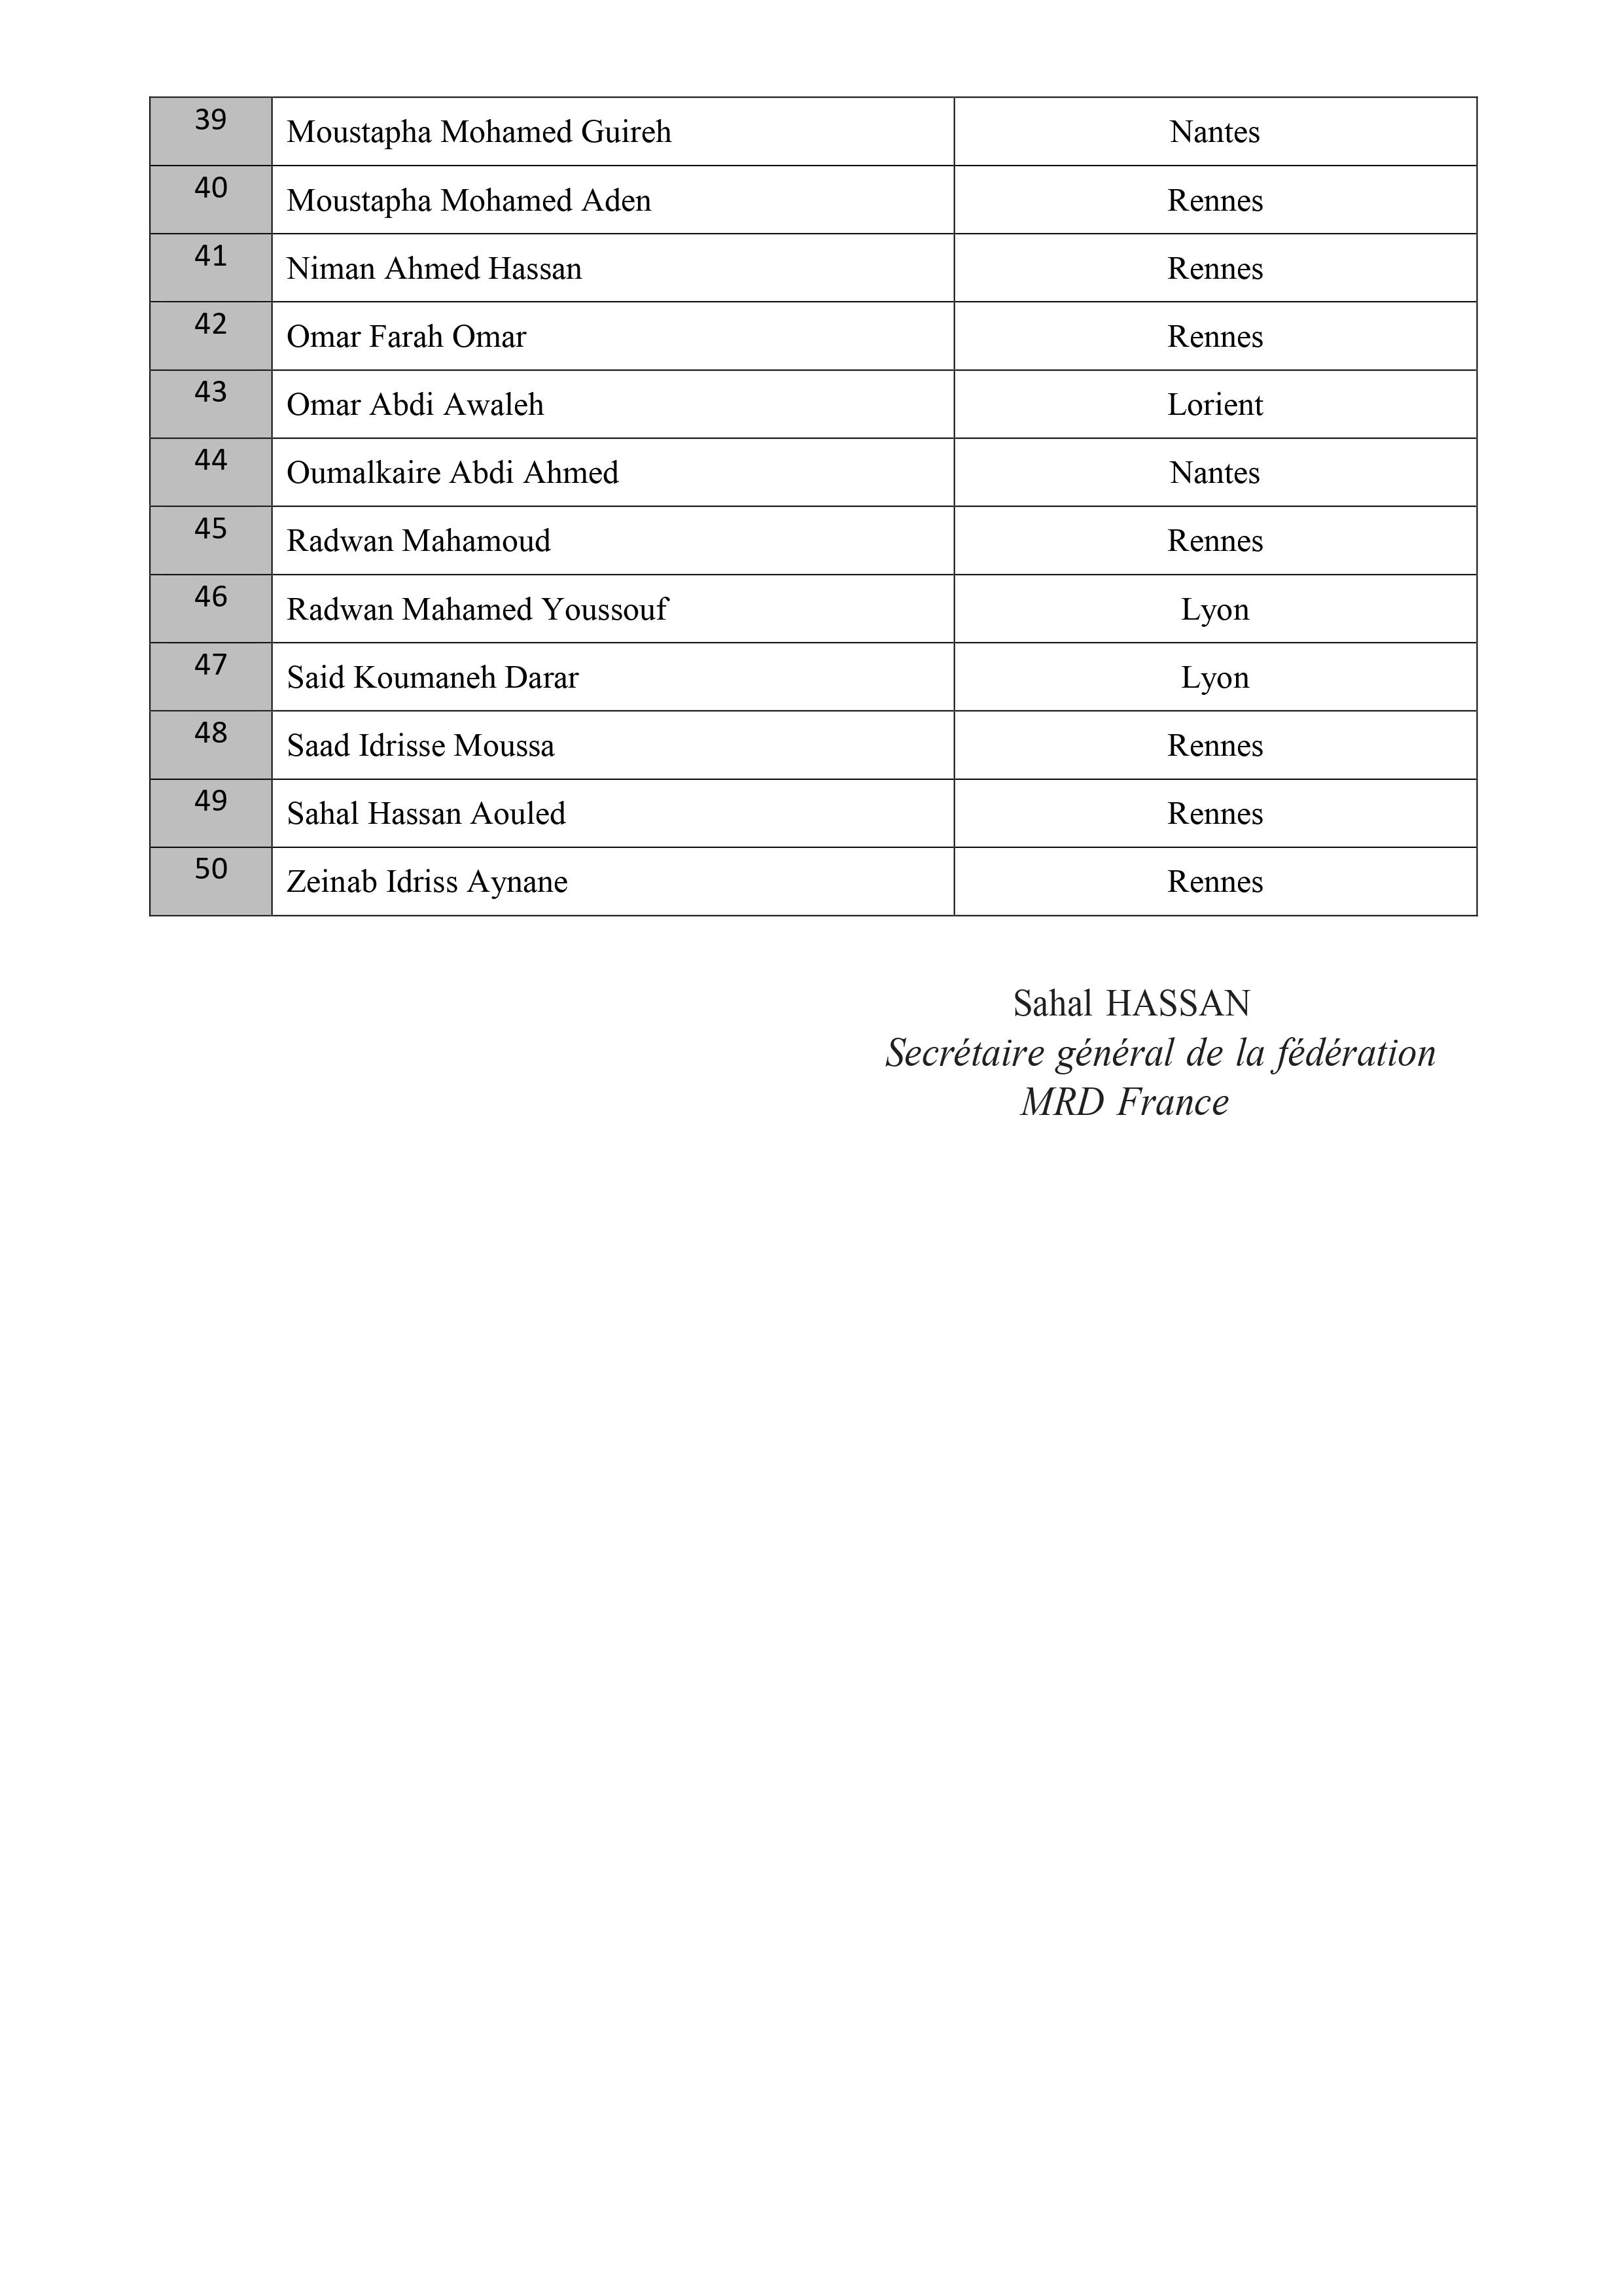 39 Moustapha Mohamed Guireh Nantes
40 Moustapha Mohamed Aden Rennes
41 Niman Ahmed Hassan Rennes
42 Omar Farah Omar Rennes
43 Omar Abdi Awaleh Lorient
44 Oumalkaire Abdi Ahmed Nantes
45 Radwan Mahamoud Rennes
46 Radwan Mahamed Youssouf Lyon
47 Said Koumaneh Darar Lyon
48 Saad Idrisse Moussa Rennes
49 Sahal Hassan Aouled Rennes
50 Zeinab Idriss Aynane Rennes
Sahal HASSAN
Secrétaire général de la fédération
MRD France